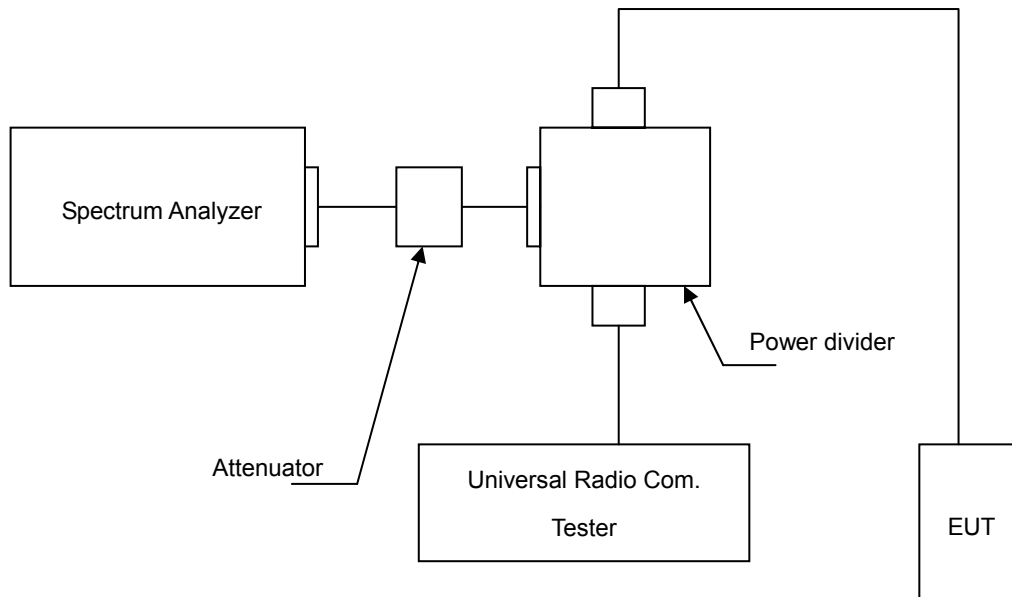 Spectrum Analyzer
Power divider
Attenuator
Universal Radio Com.
Tester
EUT